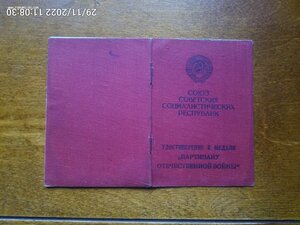 29/11/2022 11:08:30
СОЮЗ
СОВЕТСКИХ
СОЦИАЛИСТИЧЕСКИХ
РЕСПУБЛИК
УДОСТОВЕРЕНИЕ К МЕДАЛИ
„ПАРТИЗАНУ
ОТЕЧЕСТВЕННОЙ ВОЙНЫ“